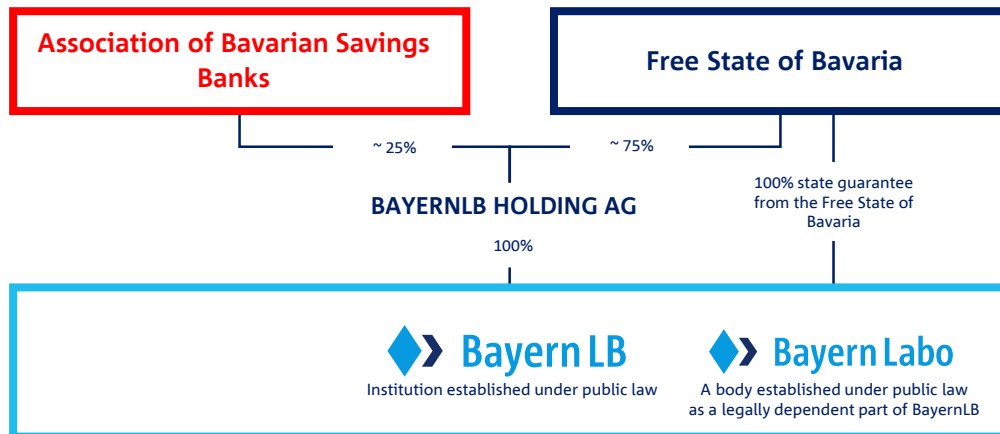 Association of Bavarian Savings
Banks
Free State of Bavaria
~ 25%
~ 75%
100% state guarantee
from the Free State of
Bavaria
BAYERNLB HOLDING AG
100%
Bayern LB
Institution established under public law
Bayern Labo
A body established under public law
as a legally dependent part of BayernLB